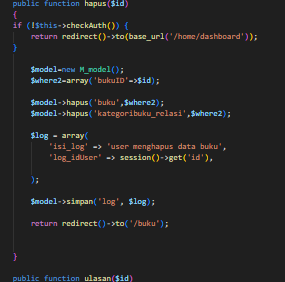 public function hapus($id)
{
if (!$this->checkAuth()) {
return redirect()->to(base_url('/home/dashboard'));
}
$model=new M_model();
$where2=array('bukuID'=>$id);
$model->hapus('buku',$where2);
$model->hapus('kategoribuku_relasi',$where2);
$log = array(
'isi_log' => 'user menghapus data buku',
'log_idUser' => session()->get('id'),
);
$model->simpan('log', $log);
return redirect()->to('/buku');
}
public function ulasan($id)